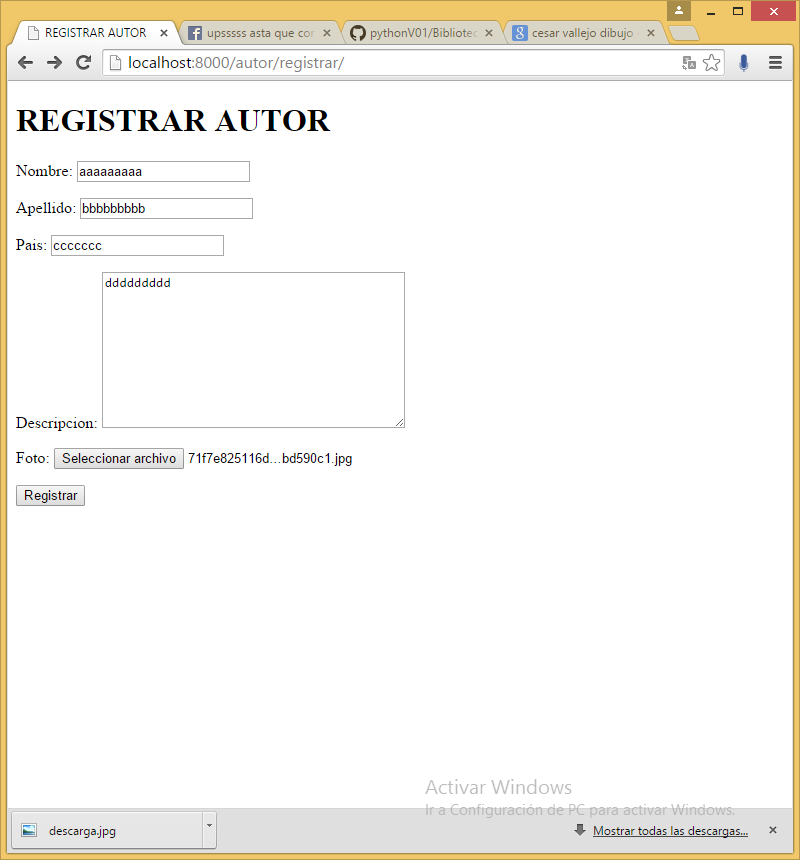 REGISTRAR AUTOR
upsssss asta que cor
pythonV01/Bibliotec
cesar vallejo dibujo
localhost:8000/autor/registrar/
REGISTRAR AUTOR
Nombre: aaaaaaaaa
Apellido: bbbbbbbbb
Pais: ccccccc
Descripcion: ddddddddd
Foto: Seleccionar archivo 71f7e825116d...bd590c1.jpg
Registrar
Activar Windows
Ir a Configuración de PC para activar Windows.
descarga.jpg
Mostrar todas las descargas...